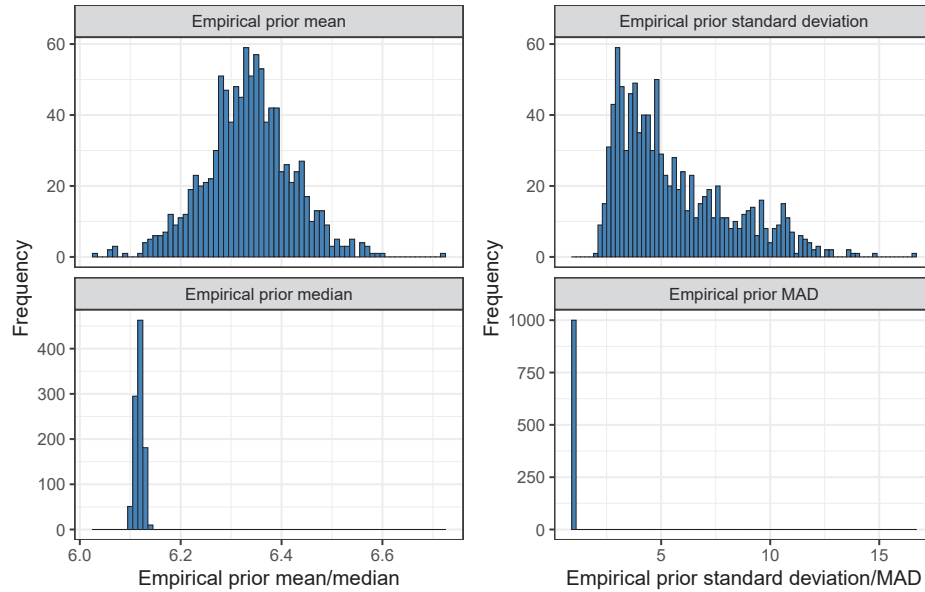 Empirical prior mean
60
40
20
0
Empirical prior standard deviation
60
40
20
0
Frequency
Frequency
Empirical prior median
400
300
200
100
0
Empirical prior MAD
1000
750
500
250
0
6.0 6.2 6.4 6.6
5 10 15
Empirical prior mean/median
Empirical prior standard deviation/MAD